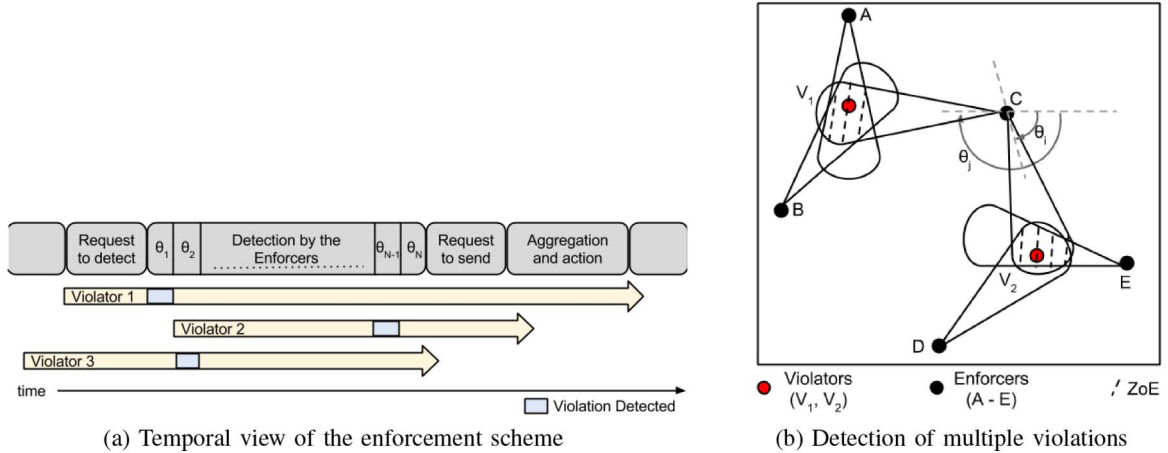 Request to detect
θ1
θ2
Detection by the Enforcers
θN-1
θN
Request to send
Aggregation and action
Violator 1
Violator 2
Violator 3
time
Violation Detected
(a) Temporal view of the enforcement scheme
A
V1
C
θi
θj
B
V2
E
D
Violators (V1, V2)
Enforcers (A - E)
ZoE
(b) Detection of multiple violations